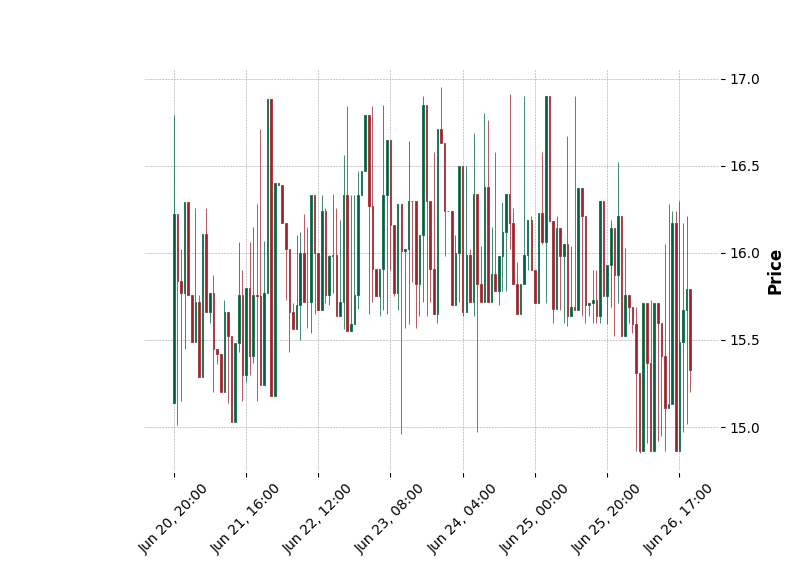 17.0
16.5
16.0
15.5
15.0
Price
Jun 20, 20:00
Jun 21, 16:00
Jun 22, 12:00
Jun 23, 08:00
Jun 24, 04:00
Jun 25, 00:00
Jun 25, 20:00
Jun 26, 17:00